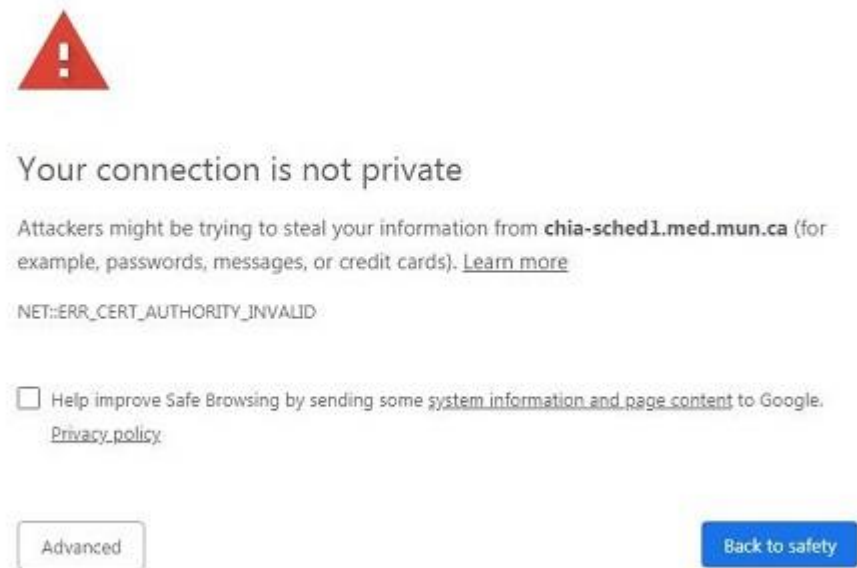 !
Your connection is not private
Attackers might be trying to steal your information from chia-sched1.med.mun.ca (for
example, passwords, messages, or credit cards). Learn more
NET::ERR_CERT_AUTHORITY_INVALID
Help improve Safe Browsing by sending some system information and page content to Google.
Privacy policy
Advanced
Back to safety